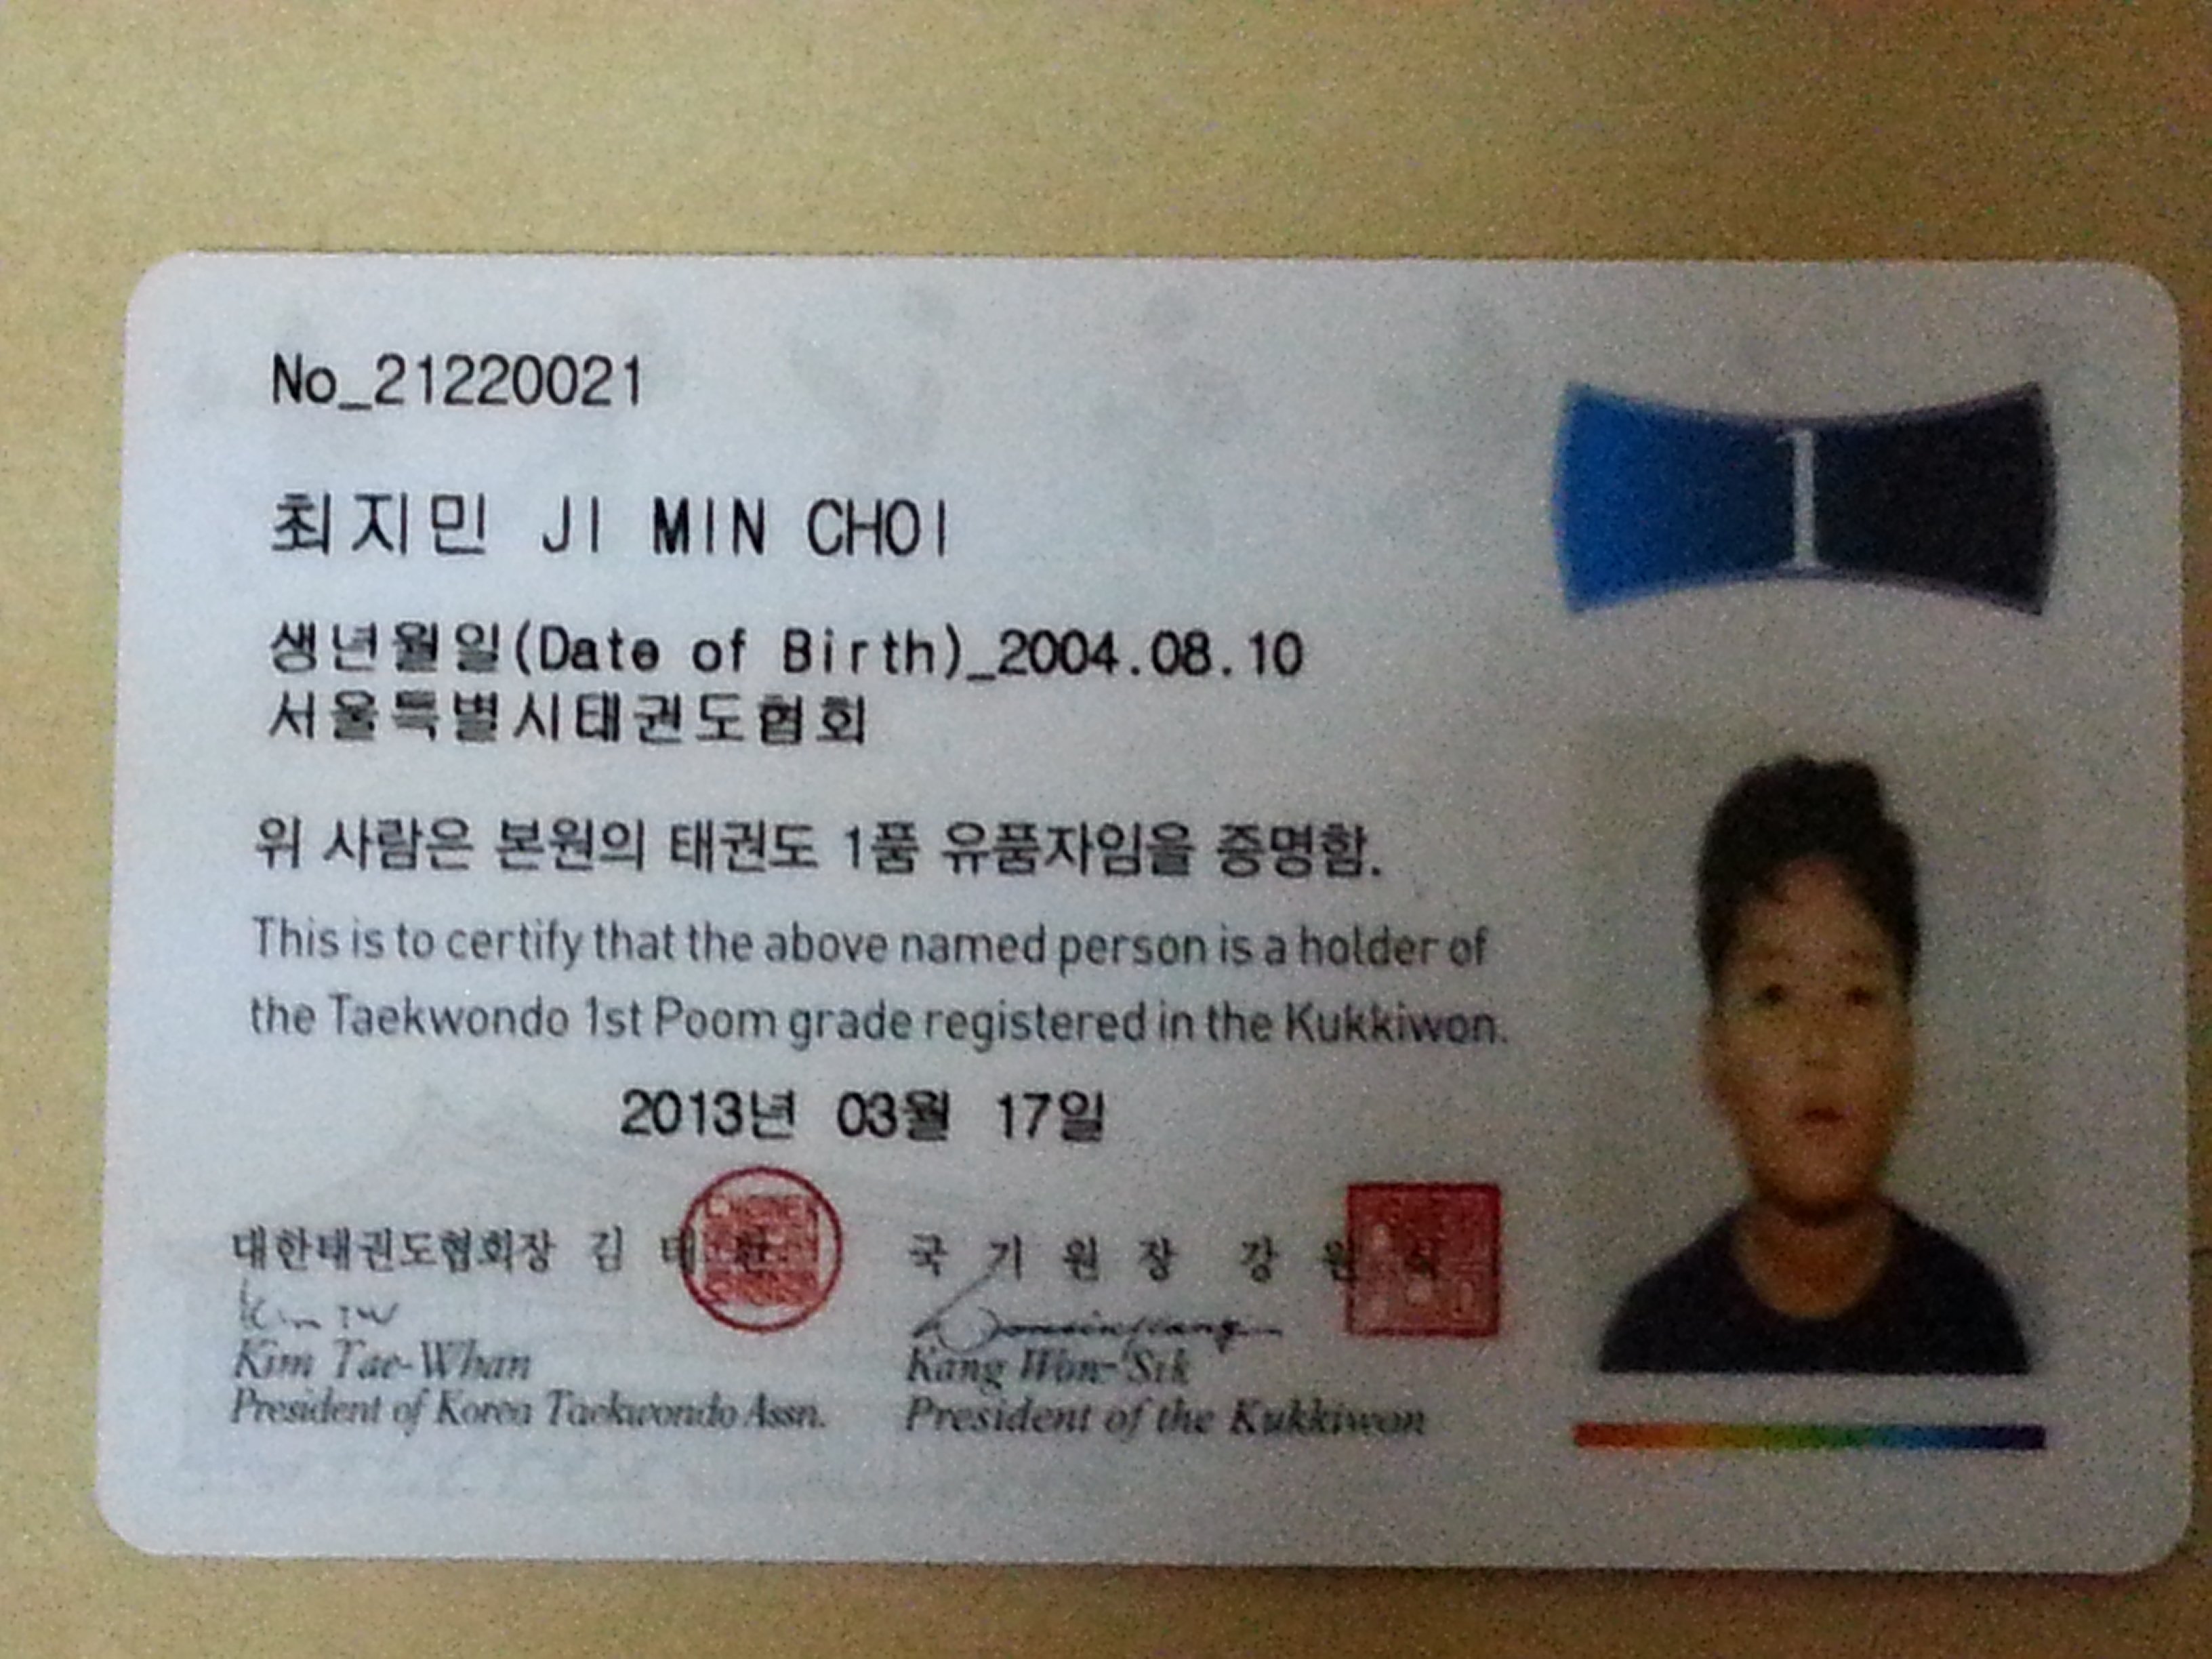 No_21220021
1
최지민 JI MIN CHOI
생년월일(Date of Birth)_2004.08.10
서울특별시태권도협회
위 사람은 본원의 태권도 1품 유품자임을 증명함.
This is to certify that the above named person is a holder of
the Taekwondo 1st Poom grade registered in the Kukkiwon.
2013년 03월 17일
대한태권도협회장 김 태 환
국 기 원 장 강 원 식
Kim Tae-Whan
Kang Won-Sik
President of Korea Taekwondo Assn.
President of the Kukkiwon